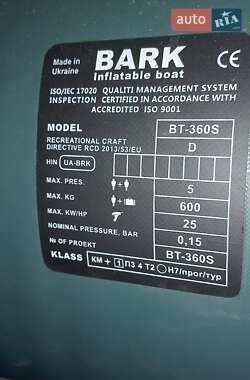 AUTO.RIA
Made in
Ukraine
BARK
inflatable boat
CE
ISO/IEC 17020 QUALITI MANAGEMENT SYSTEM
INSPECTION CERTIFIED IN ACCORDANCE WITH
ACCREDITED ISO 9001
MODEL BT-360S
RECREATIONAL CRAFT
DIRECTIVE RCD 2013/53/EU D
HIN UA-BRK
MAX. PRES. 5
MAX. KG 600
MAX. KW/HP 25
NOMINAL PRESSURE, BAR 0,15
№ OF PROEKT BT-360S
KLASS КМ + 1 ПЗ 4 Т2 Н7/прог/тур